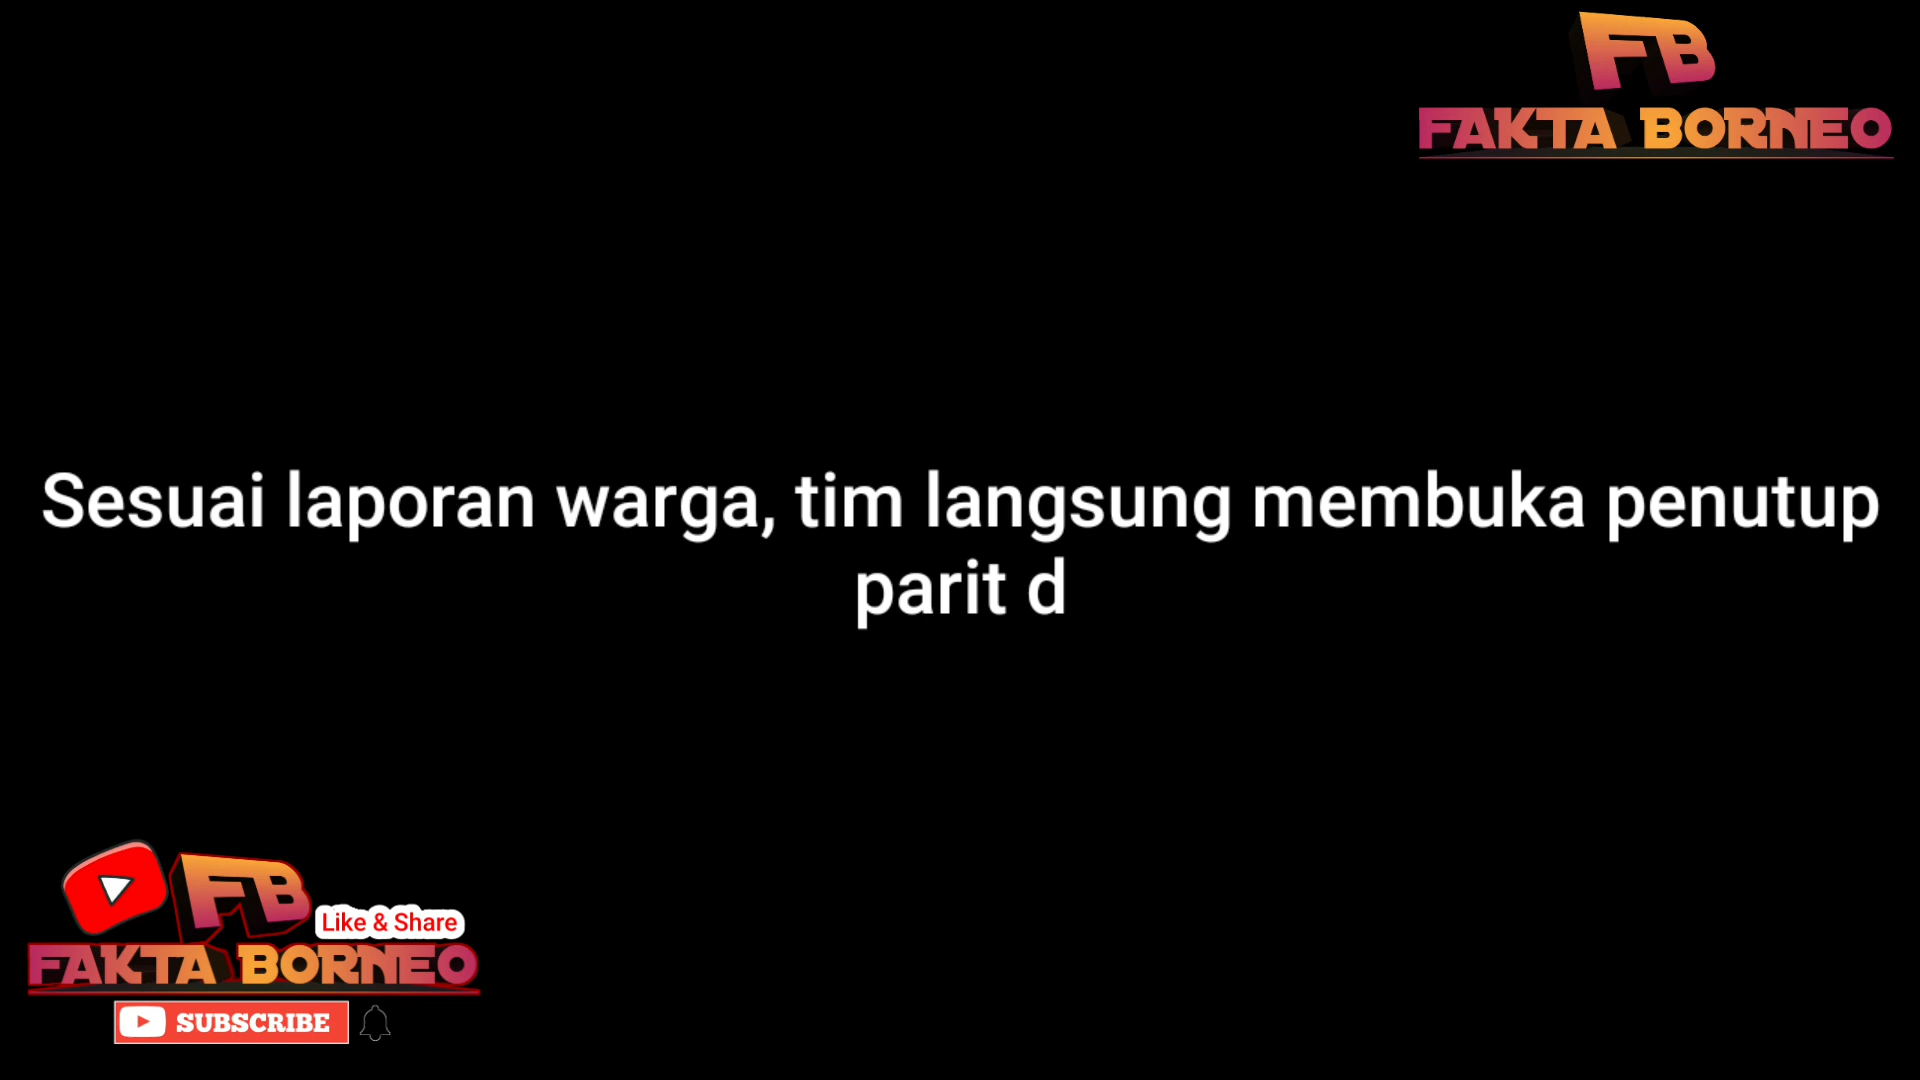 FB
FAKTA BORNEO
Sesuai laporan warga, tim langsung membuka penutup
parit d
FB
Like & Share
FAKTA BORNEO
SUBSCRIBE